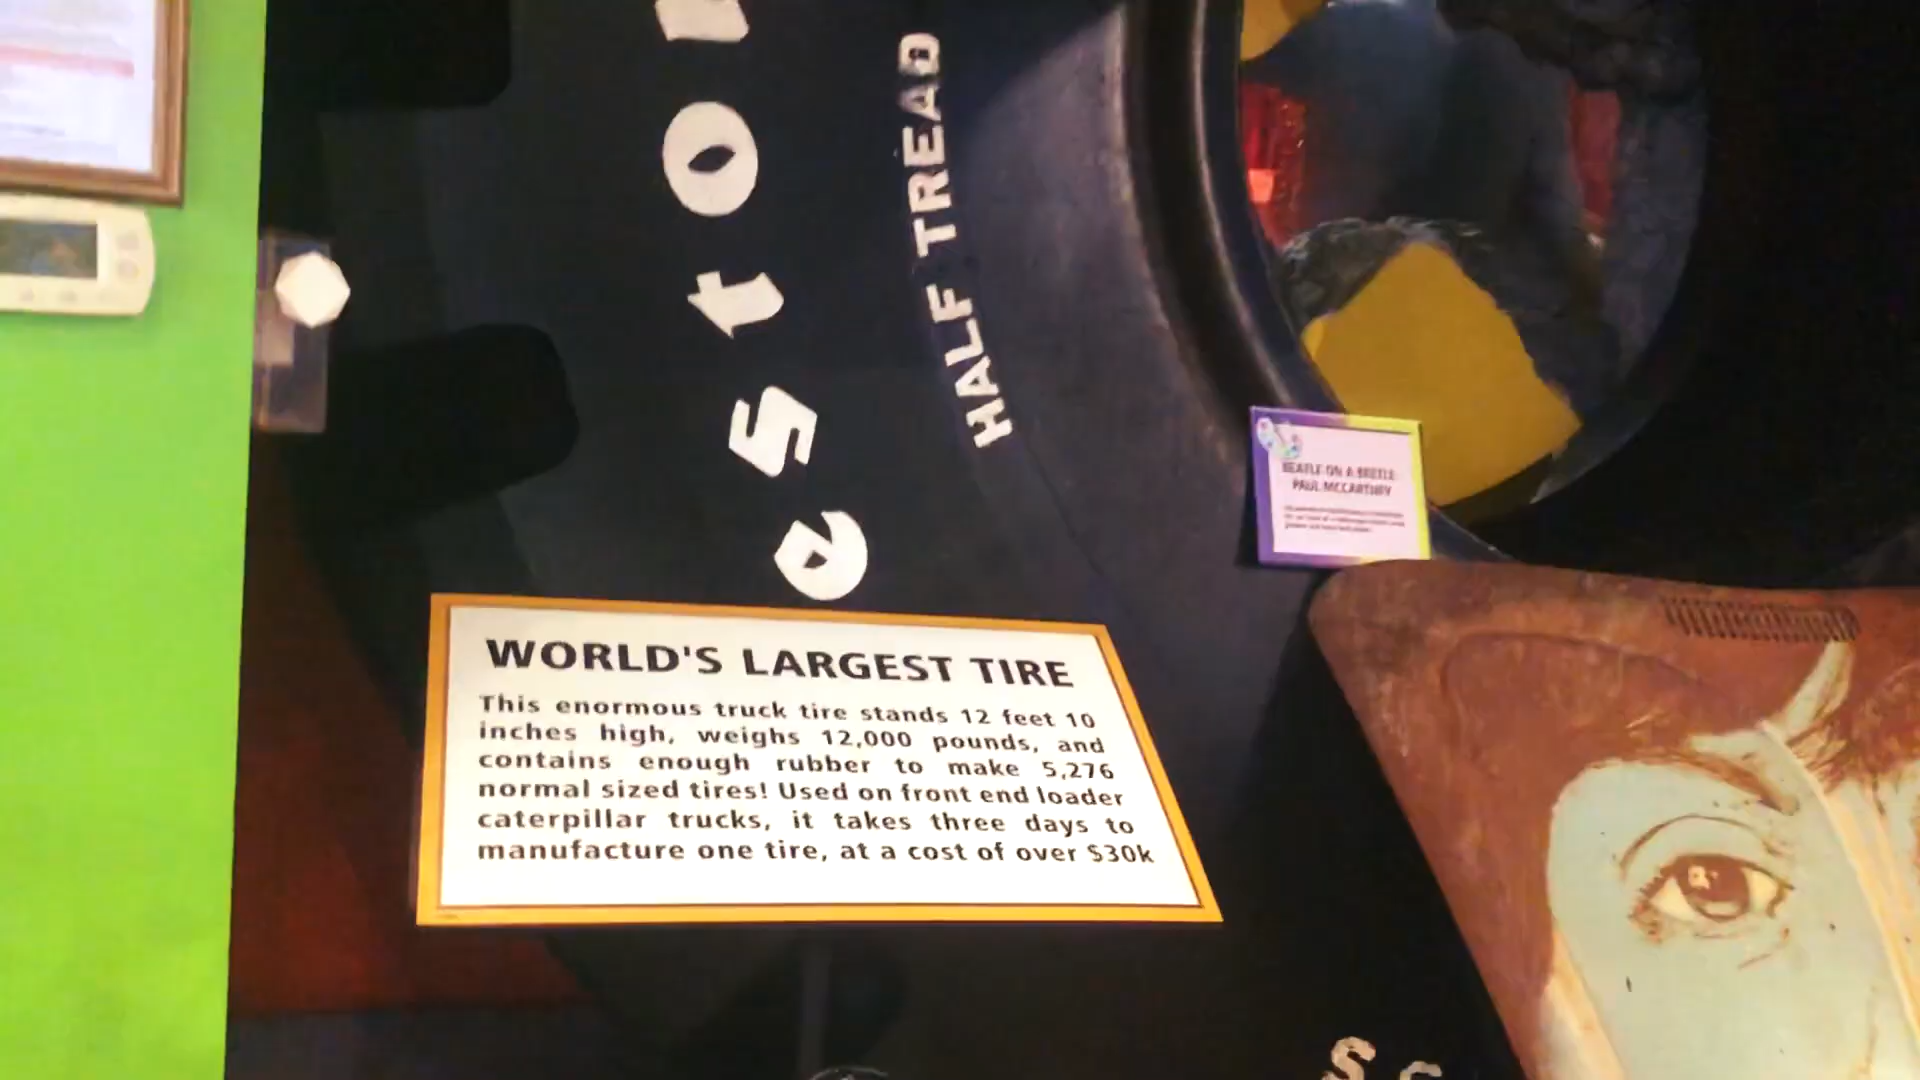 HALF TREAD
estor
WORLD'S LARGEST TIRE
This enormous truck tire stands 12 feet 10
inches high, weighs 12,000 pounds, and
contains enough rubber to make 5,276
normal sized tires! Used on front end loader
caterpillar trucks, it takes three days to
manufacture one tire, at a cost of over $30k
BEATLE ON A BEETLE:
PAUL MCCARTNEY